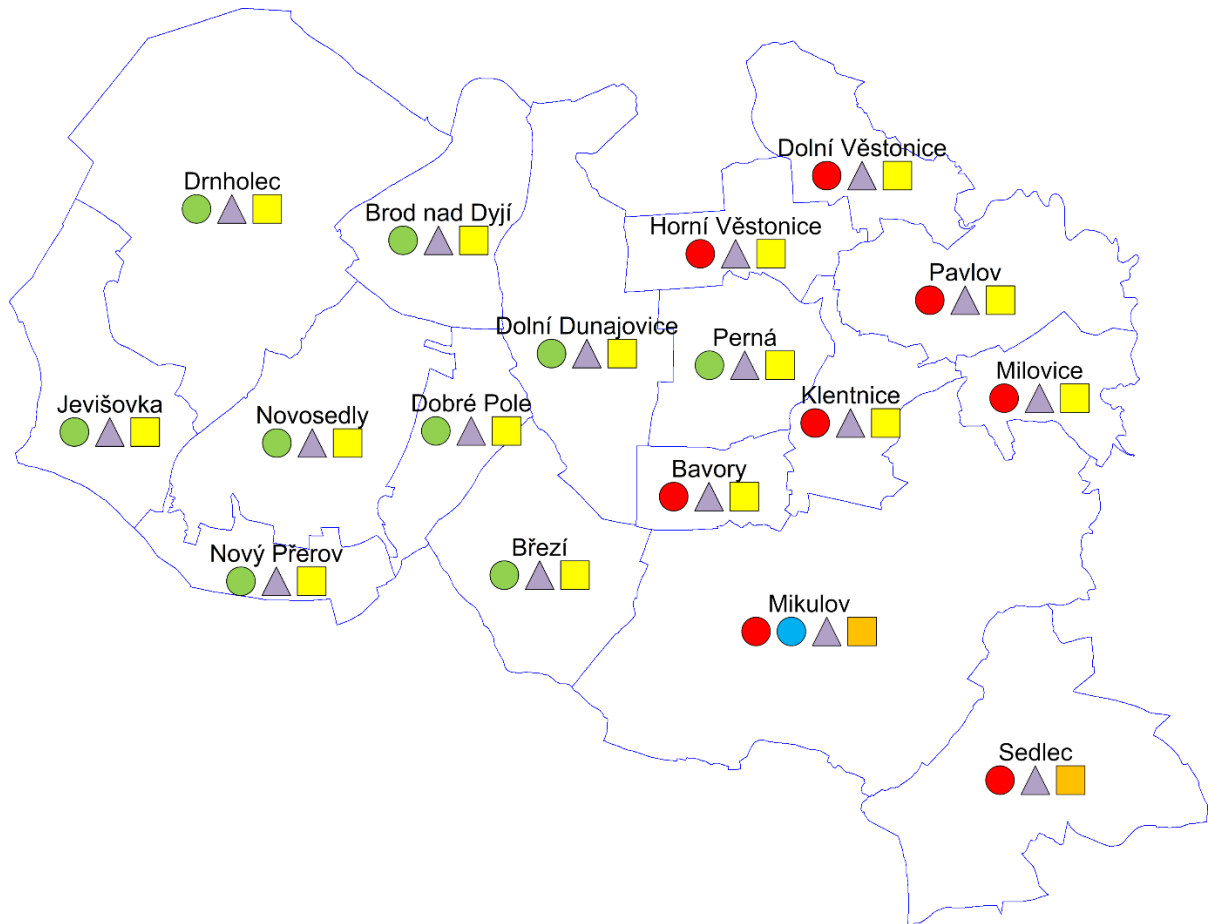 Dolní Věstonice
Drnholec
Brod nad Dyjí
Horní Věstonice
Pavlov
Dolní Dunajovice
Perná
Milovice
Klentnice
Jevišovka
Novosedly
Dobré Pole
Bavory
Nový Přerov
Březí
Mikulov
Sedlec